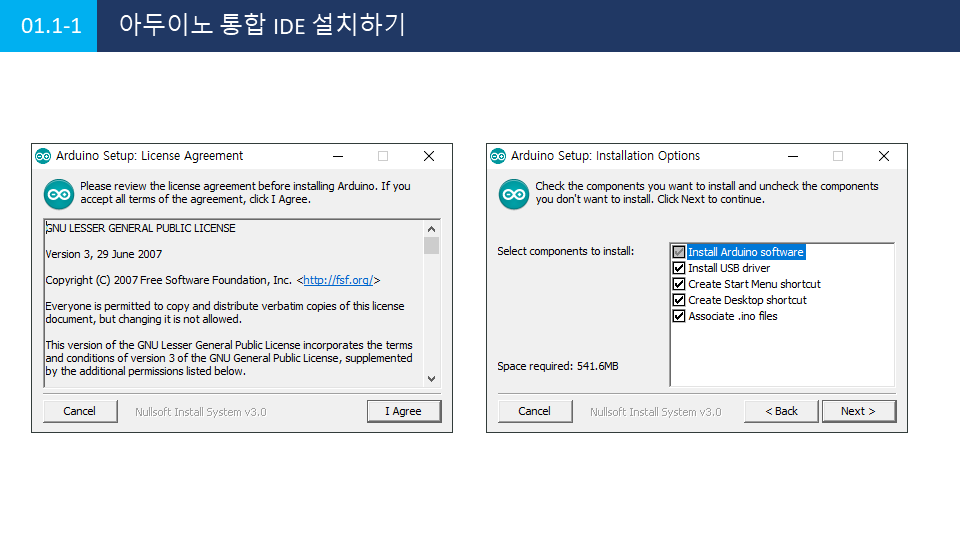 01.1-1
아두이노 통합 IDE 설치하기
Arduino Setup: License Agreement
Please review the license agreement before installing Arduino. If you
accept all terms of the agreement, click I Agree.
GNU LESSER GENERAL PUBLIC LICENSE
Version 3, 29 June 2007
Copyright (C) 2007 Free Software Foundation, Inc. <http://fsf.org/>
Everyone is permitted to copy and distribute verbatim copies of this license
document, but changing it is not allowed.
This version of the GNU Lesser General Public License incorporates the terms
and conditions of version 3 of the GNU General Public License, supplemented
by the additional permissions listed below.
Cancel
Nullsoft Install System v3.0
I Agree
Arduino Setup: Installation Options
Check the components you want to install and uncheck the components
you don't want to install. Click Next to continue.
Select components to install:
Install Arduino software
Install USB driver
Create Start Menu shortcut
Create Desktop shortcut
Associate .ino files
Space required: 541.6MB
Cancel
Nullsoft Install System v3.0
< Back
Next >